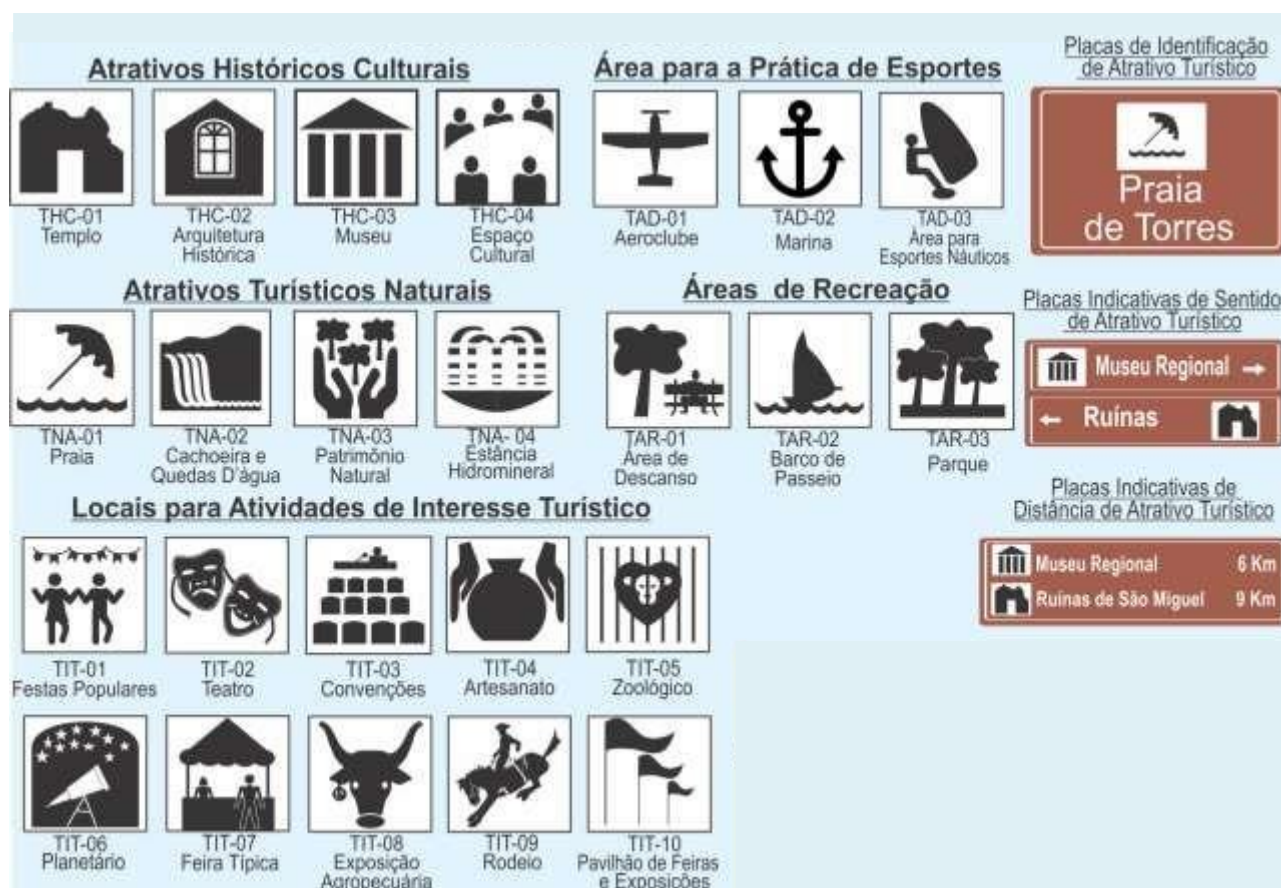 Atrativos Históricos Culturais
THC-01
Templo
THC-02
Arquitetura
Histórica
THC-03
Museu
THC-04
Espaço
Cultural
Área para a Prática de Esportes
TAD-01
Aeroclube
TAD-02
Marina
TAD-03
Área para
Esportes Náuticos
Placas de Identificação
de Atrativo Turístico
Praia
de Torres
Atrativos Turísticos Naturais
TNA-01
Praia
TNA-02
Cachoeira e
Quedas D'água
TNA-03
Patrimônio
Natural
TNA- 04
Estância
Hidromineral
Áreas de Recreação
TAR-01
Área de
Descanso
TAR-02
Barco de
Passeio
TAR-03
Parque
Placas Indicativas de Sentido
de Atrativo Turístico
Museu Regional →
← Ruínas
Placas Indicativas de
Distância de Atrativo Turístico
Museu Regional 6 Km
Ruínas de São Miguel 9 Km
Locais para Atividades de Interesse Turístico
TIT-01
Festas Populares
TIT-02
Teatro
TIT-03
Convenções
TIT-04
Artesanato
TIT-05
Zoológico
TIT-06
Planetário
TIT-07
Feira Típica
TIT-08
Exposição
Agropecuária
TIT-09
Rodeio
TIT-10
Pavilhão de Feiras
e Exposições